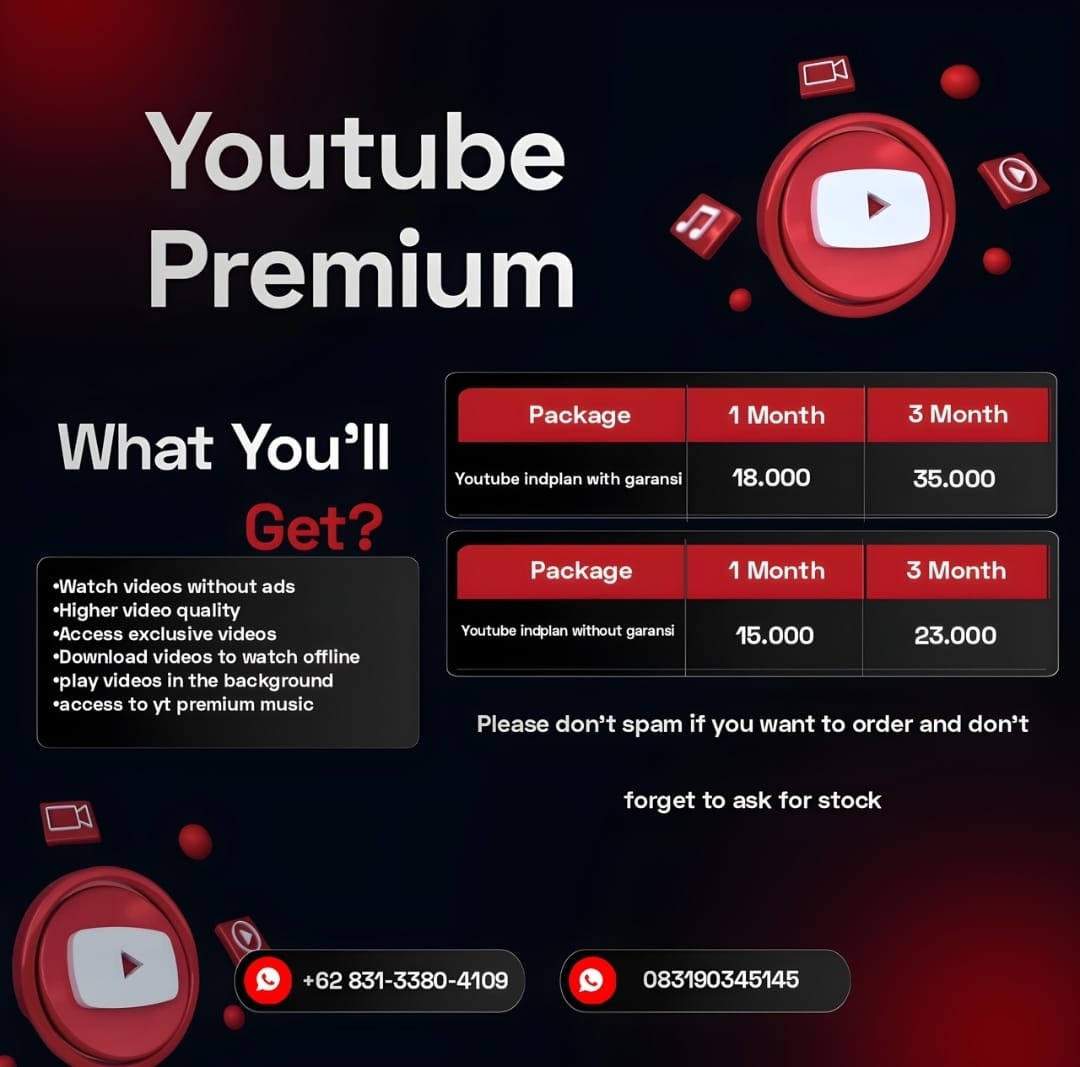 Youtube
Premium
What You'll
Get?
•Watch videos without ads
•Higher video quality
•Access exclusive videos
•Download videos to watch offline
•play videos in the background
•access to yt premium music
Package 1 Month 3 Month
Youtube indplan with garansi 18.000 35.000
Package 1 Month 3 Month
Youtube indplan without garansi 15.000 23.000
Please don't spam if you want to order and don't
forget to ask for stock
+62 831-3380-4109
083190345145